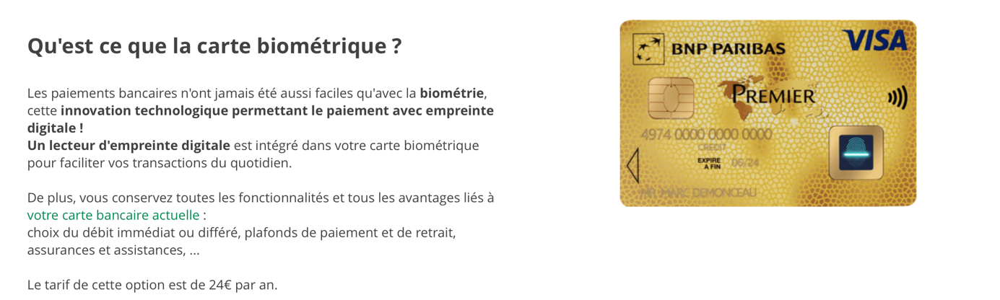 Qu'est ce que la carte biométrique ?
Les paiements bancaires n'ont jamais été aussi faciles qu'avec la biométrie,
cette innovation technologique permettant le paiement avec empreinte
digitale !
Un lecteur d'empreinte digitale est intégré dans votre carte biométrique
pour faciliter vos transactions du quotidien.
De plus, vous conservez toutes les fonctionnalités et tous les avantages liés à
votre carte bancaire actuelle :
choix du débit immédiat ou différé, plafonds de paiement et de retrait,
assurances et assistances, ...
Le tarif de cette option est de 24€ par an.
BNP PARIBAS
VISA
PREMIER
4974 0000 0000 0000
CREDIT
EXPIRE
A FIN 06/24
MARC DEMONCEAU